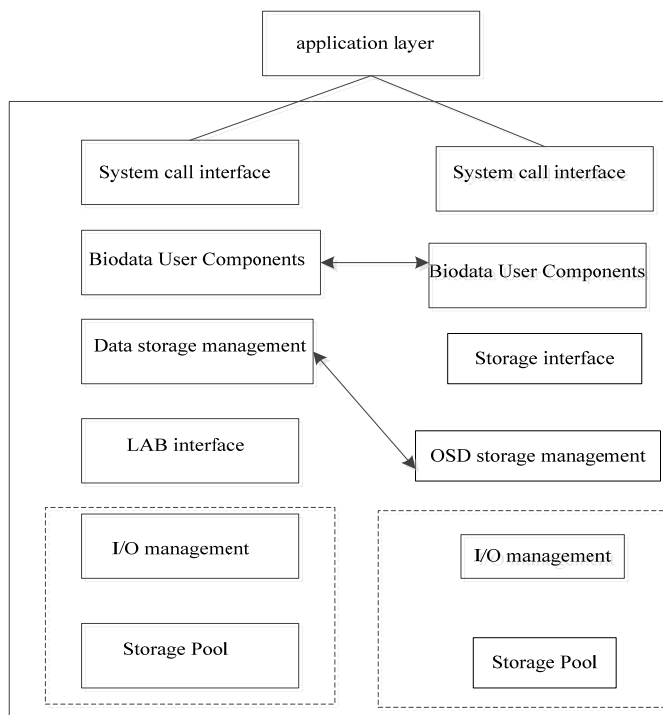 application layer
System call interface
System call interface
Biodata User Components
Biodata User Components
Data storage management
Storage interface
LAB interface
OSD storage management
I/O management
I/O management
Storage Pool
Storage Pool